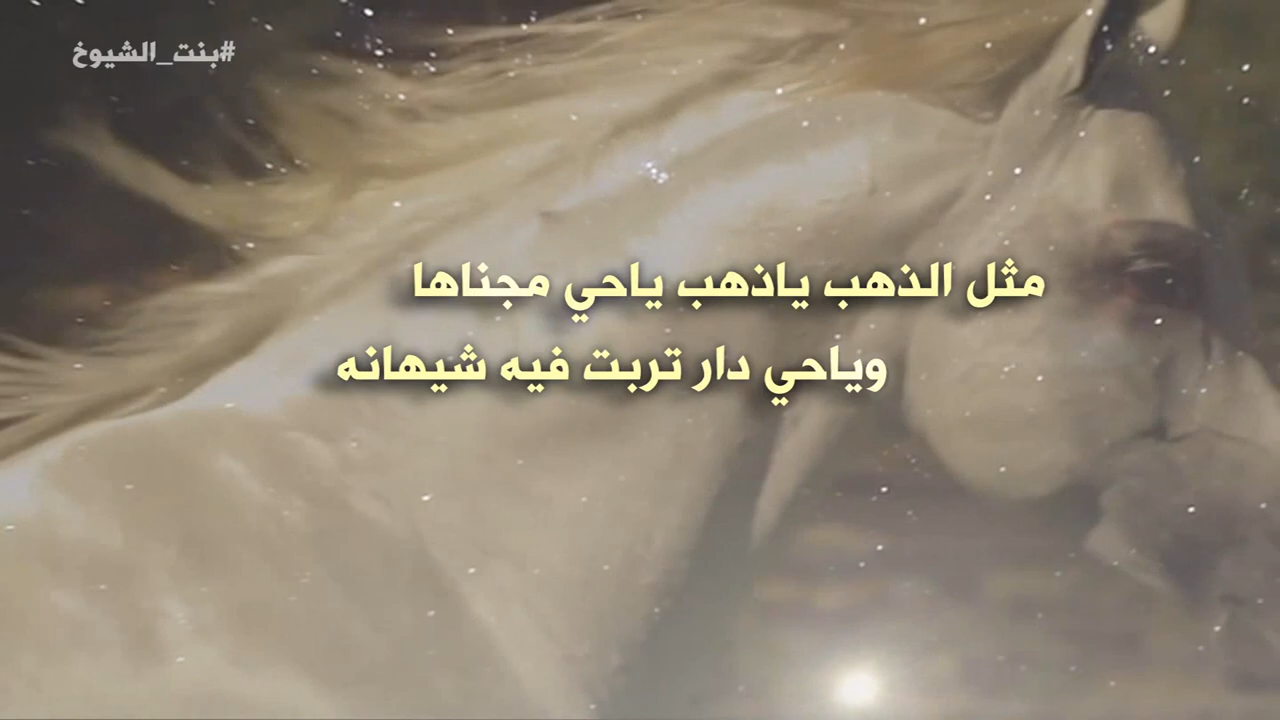 #بنت_الشيوخ
مثل الذهب ياذهب ياحي مجناها
وياحي دار تربت فيه شيهانه